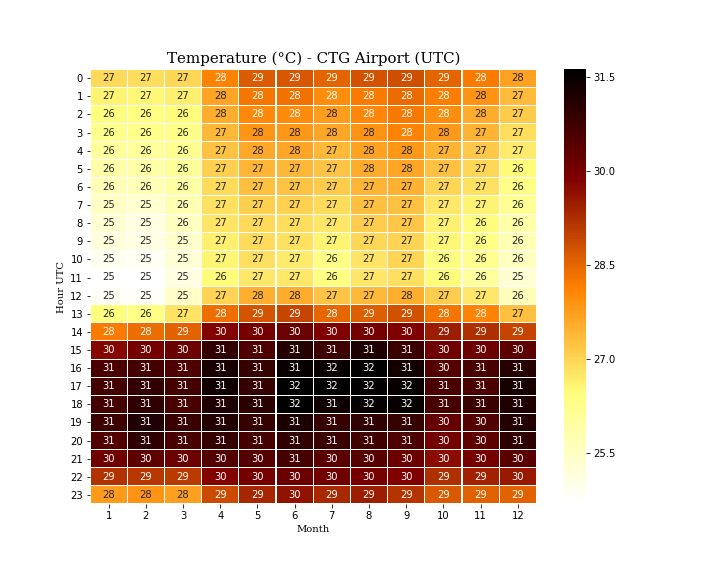 Temperature (°C) - CTG Airport (UTC)
0 27 27 27 28 29 29 29 29 29 29 28 28
1 27 27 27 28 28 28 28 28 28 28 28 27
2 26 26 26 28 28 28 28 28 28 28 28 27
3 26 26 26 27 28 28 28 28 28 28 27 27
4 26 26 26 27 28 28 27 28 28 27 27 27
5 26 26 26 27 27 27 27 28 28 27 27 26
6 26 26 26 27 27 27 27 27 27 27 27 26
7 25 25 26 27 27 27 27 27 27 27 27 26
8 25 25 26 27 27 27 27 27 27 27 26 26
9 25 25 26 27 27 27 27 27 27 27 26 26
10 25 25 25 27 27 27 26 27 27 26 26 26
11 25 25 25 26 27 27 26 27 27 26 26 25
12 25 25 25 27 28 28 27 27 28 27 27 26
13 26 26 27 28 29 29 28 29 29 28 28 27
14 28 28 29 30 30 30 30 30 30 29 29 29
15 30 30 30 31 31 31 31 31 31 30 30 30
16 31 31 31 31 31 31 32 32 31 30 31 31
17 31 31 31 31 31 32 32 32 32 31 31 31
18 31 31 31 31 31 32 31 32 32 31 31 31
19 31 31 31 31 31 31 31 31 31 30 30 31
20 31 31 31 31 31 31 31 31 31 30 30 31
21 30 30 30 30 30 31 30 30 30 30 30 30
22 29 29 29 30 30 30 30 30 30 29 29 30
23 28 28 28 29 29 30 29 29 29 29 29 29
1 2 3 4 5 6 7 8 9 10 11 12
Month
Hour UTC
31.5
30.0
28.5
27.0
25.5